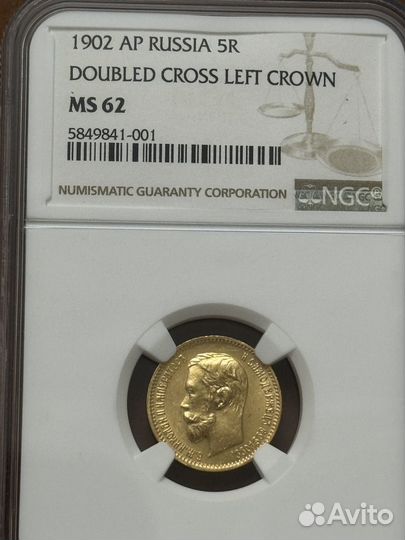 1902 AP RUSSIA 5R
DOUBLED CROSS LEFT CROWN
MS 62
5849841-001
NUMISMATIC GUARANTY CORPORATION
NGC
Avito